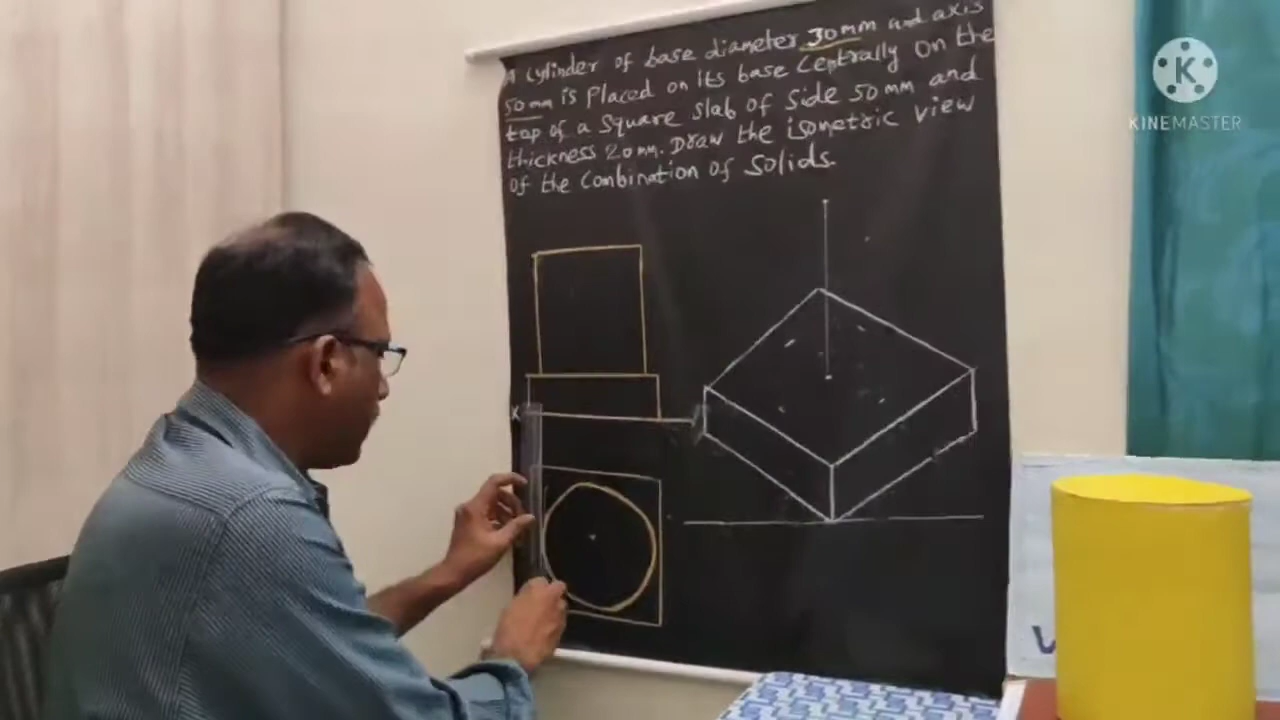 A cylinder of base diameter 30mm and axis
50mm is placed on its base centrally on the
top of a square slab of side 50mm and
thickness 20mm. Draw the isometric view
of the combination of solids.
X
K
KINEMASTER